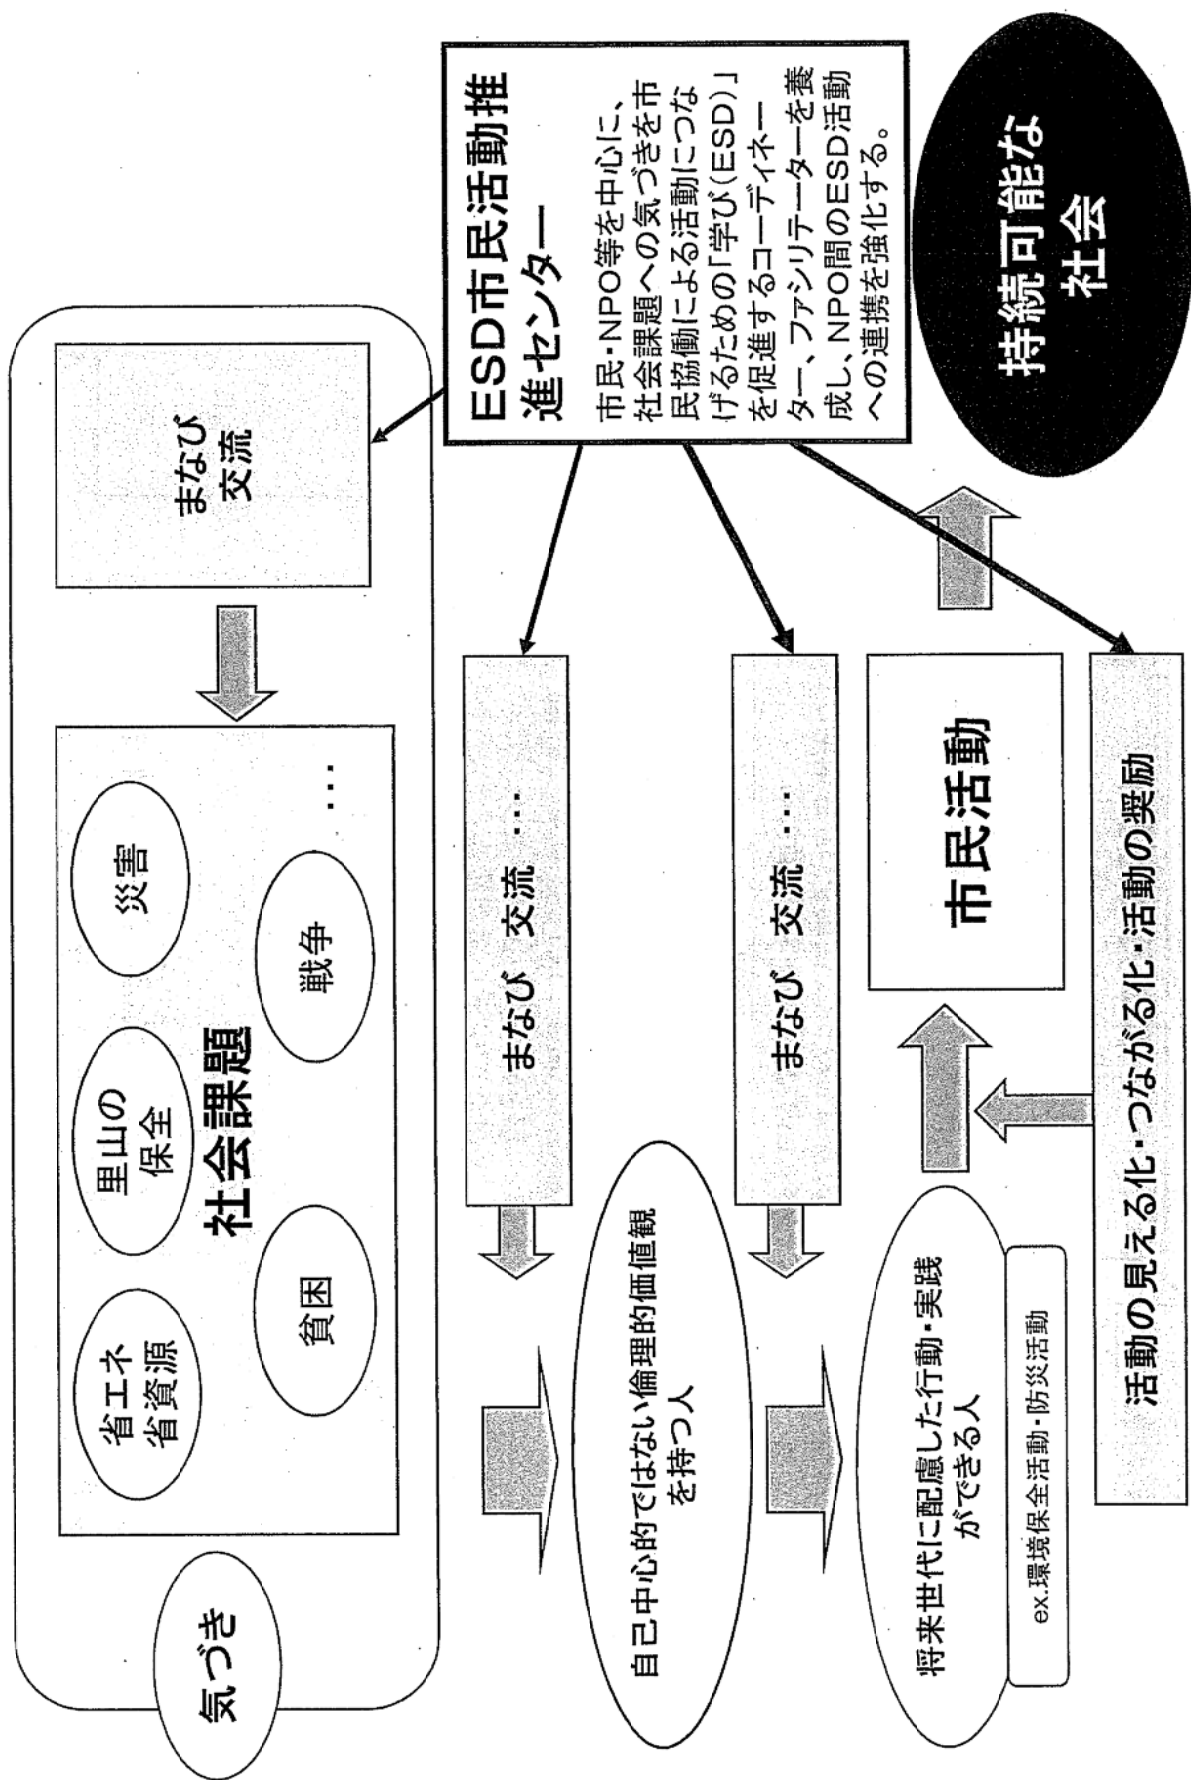 気づき
省エネ
省資源
里山の
保全
災害
社会課題
貧困
戦争
…
まなび
交流
ESD市民活動推
進センター
市民・NPO等を中心に、
社会課題への気づきを市
民協働による活動につな
げるための「学び(ESD)」
を促進するコーディネー
ター、ファシリテーターを養
成し、NPO間のESD活動
への連携を強化する。
まなび 交流 …
自己中心的ではない倫理的価値観
を持つ人
まなび 交流 …
将来世代に配慮した行動・実践
ができる人
ex.環境保全活動・防災活動
市民活動
持続可能な
社会
活動の見える化・つながる化・活動の奨励